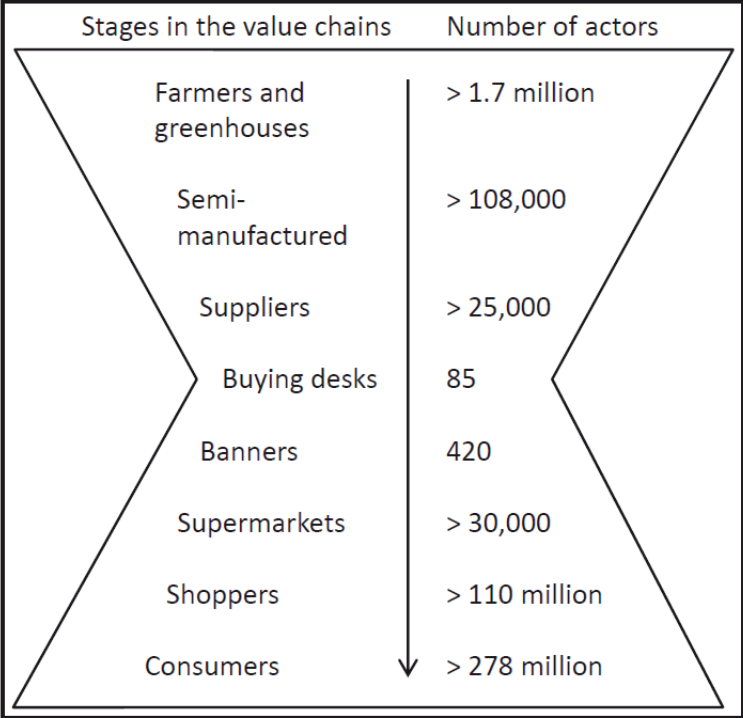 Stages in the value chains Number of actors
Farmers and > 1.7 million
greenhouses
Semi- > 108,000
manufactured
Suppliers > 25,000
Buying desks 85
Banners 420
Supermarkets > 30,000
Shoppers > 110 million
Consumers > 278 million